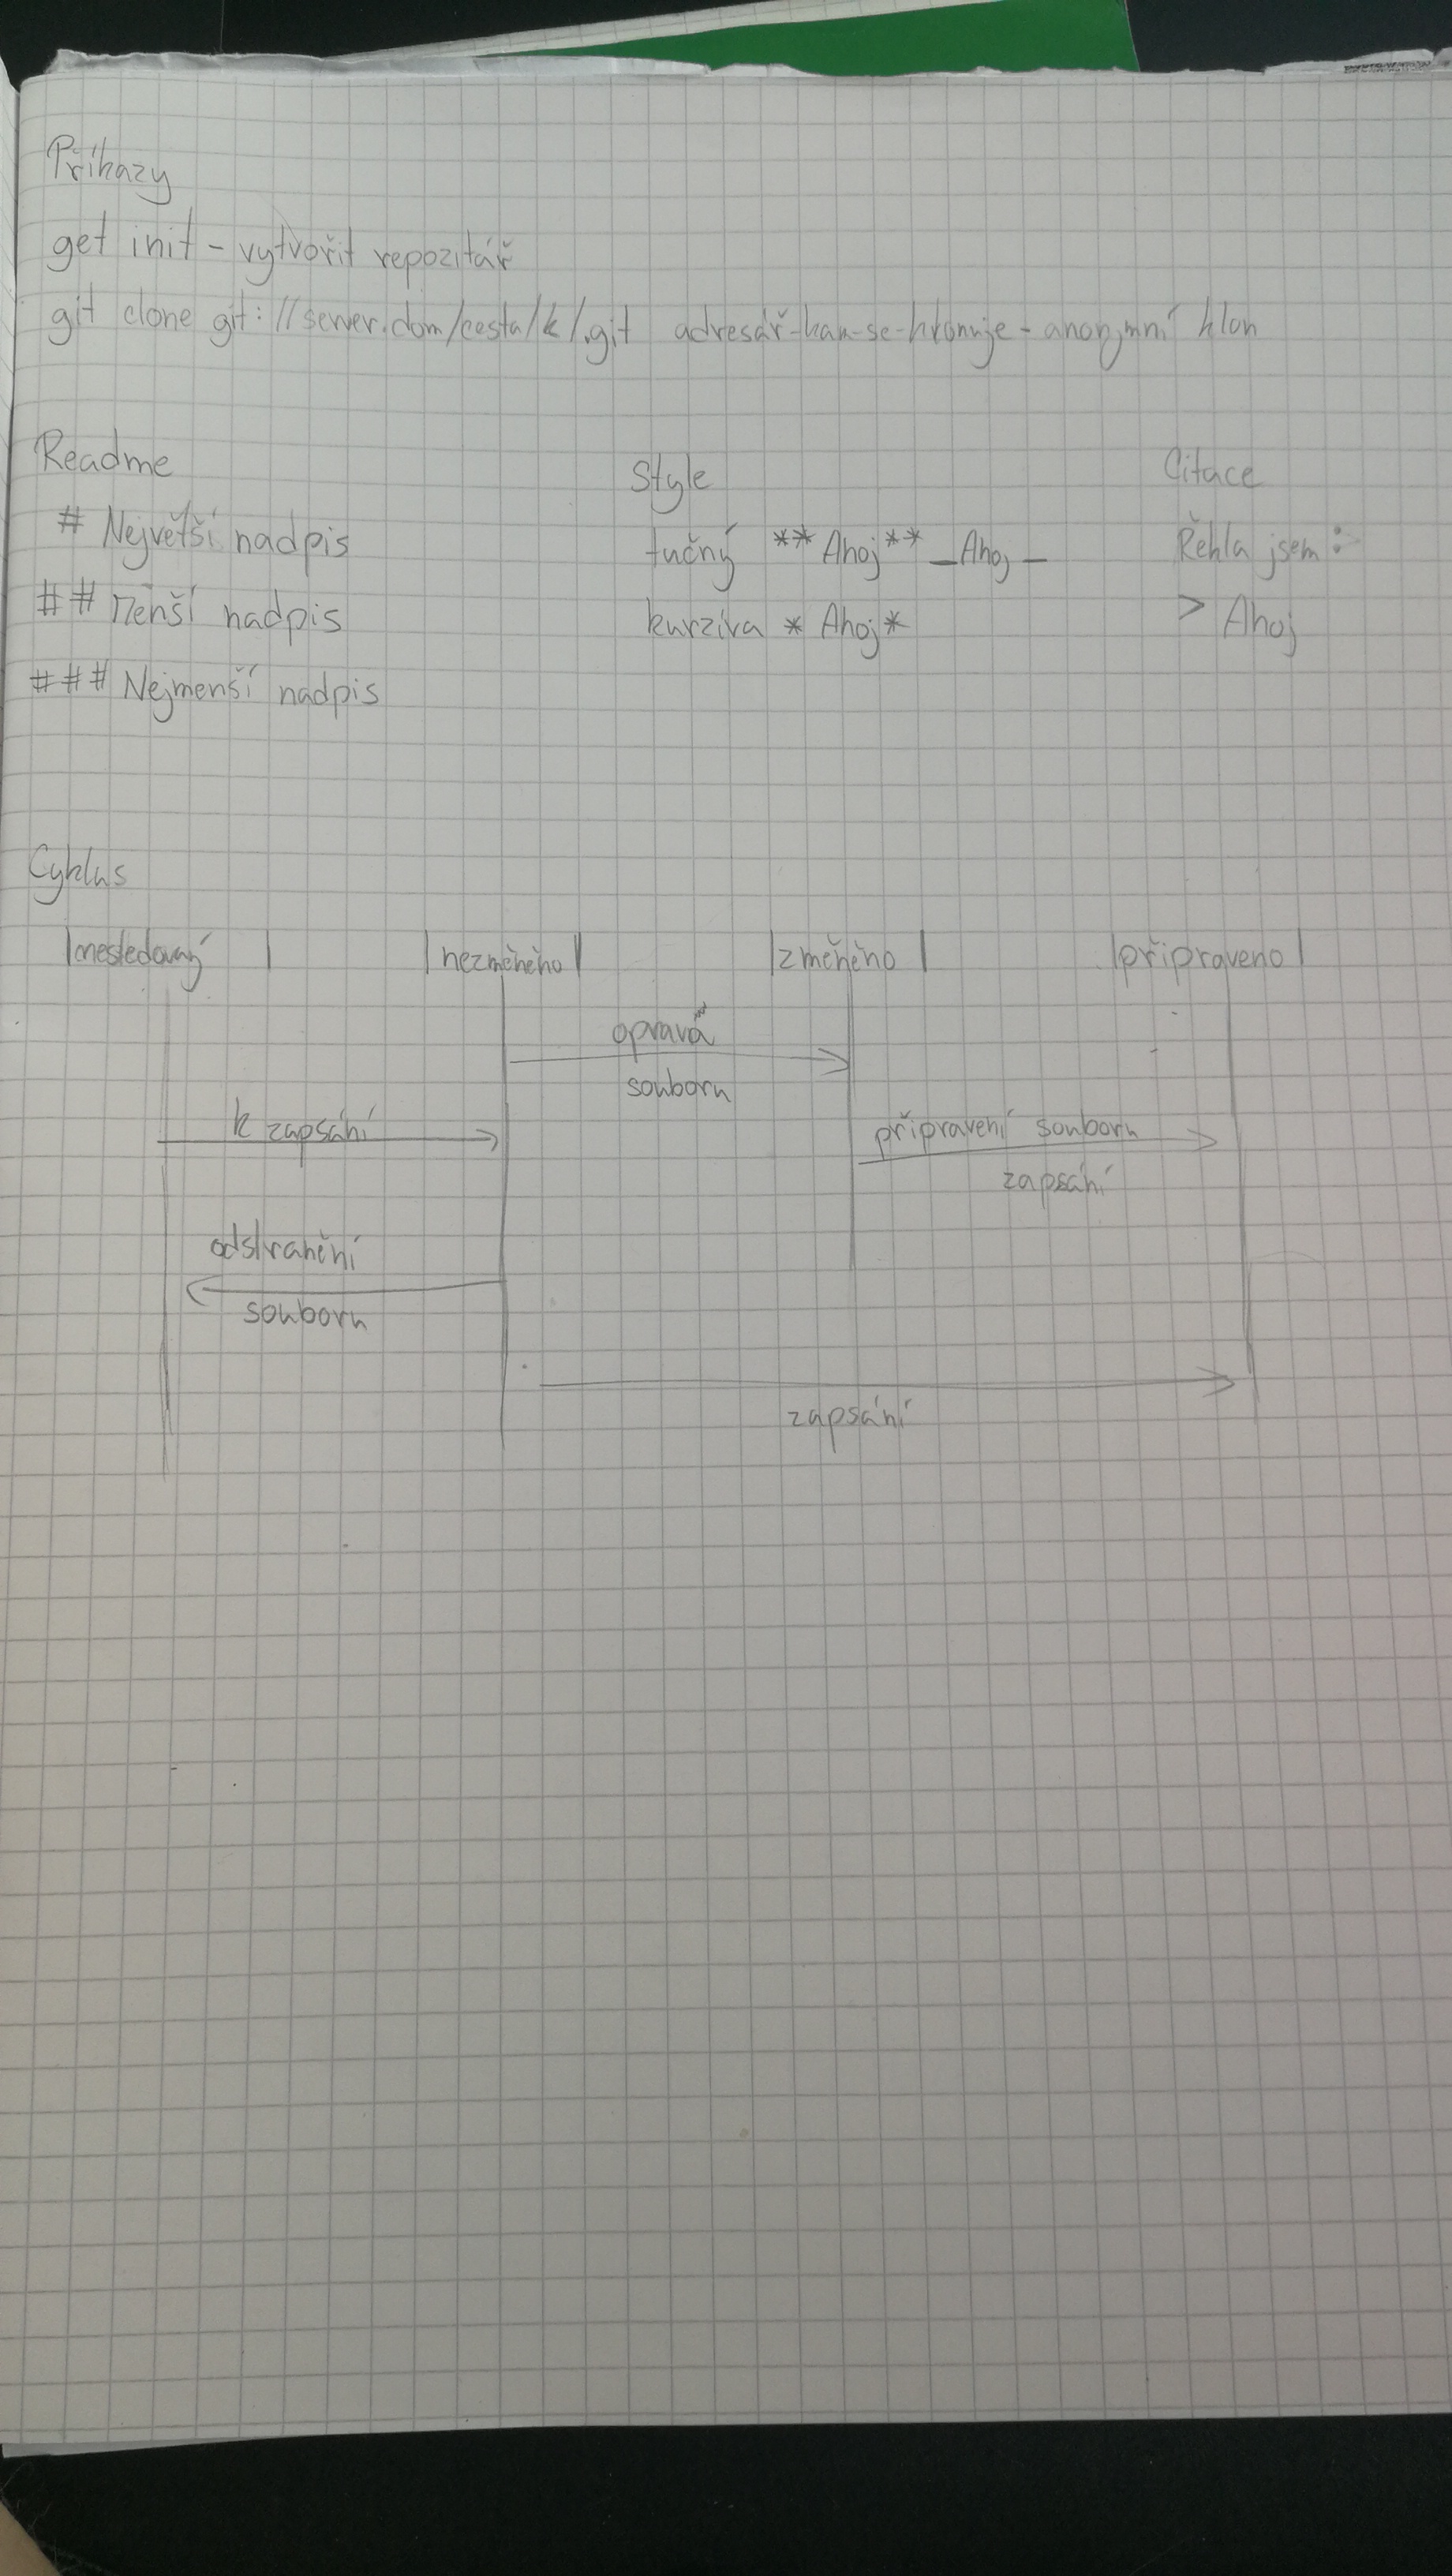 Příkazy
get init - vytvořit repozitář
git clone git://server.dom/cesta/k/.git adresář-kam-se-klonuje - anonymní klon
Readme
# Největší nadpis
## Menší nadpis
### Nejmenší nadpis
Style
tučný **Ahoj** _Ahoj_
kurzíva *Ahoj*
Citace
Řekla jsem:
> Ahoj
Cyklus
|nesledovaný | |nezměněno| |změněno | |připraveno|
oprava
souboru
k zapsání
připravení souboru
zapsání
odstranění
souboru
zapsání